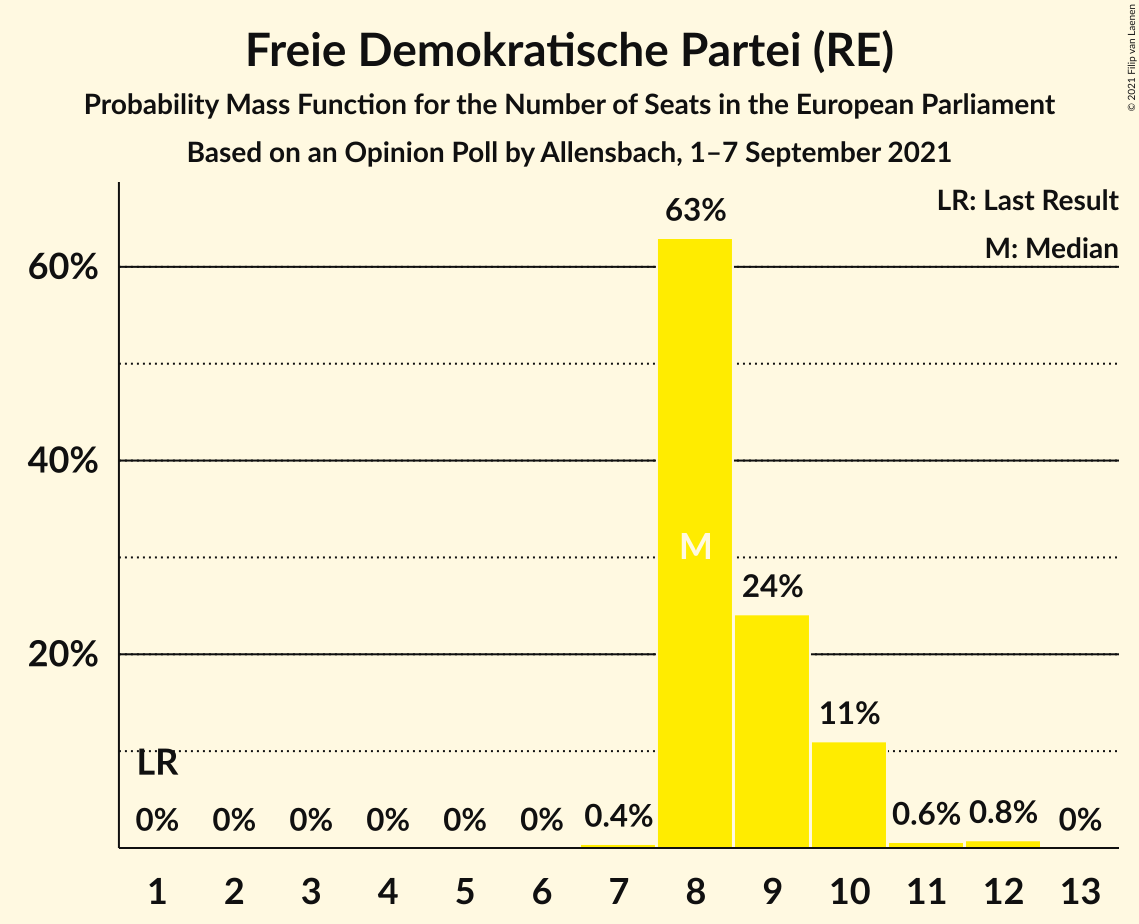 Freie Demokratische Partei (RE)
Probability Mass Function for the Number of Seats in the European Parliament
Based on an Opinion Poll by Allensbach, 1–7 September 2021
© 2021 Filip van Laenen
LR: Last Result
M: Median
63%
60%
40%
M
24%
20%
11%
LR
0% 0% 0% 0% 0% 0% 0.4% 0.6% 0.8% 0%
1 2 3 4 5 6 7 8 9 10 11 12 13